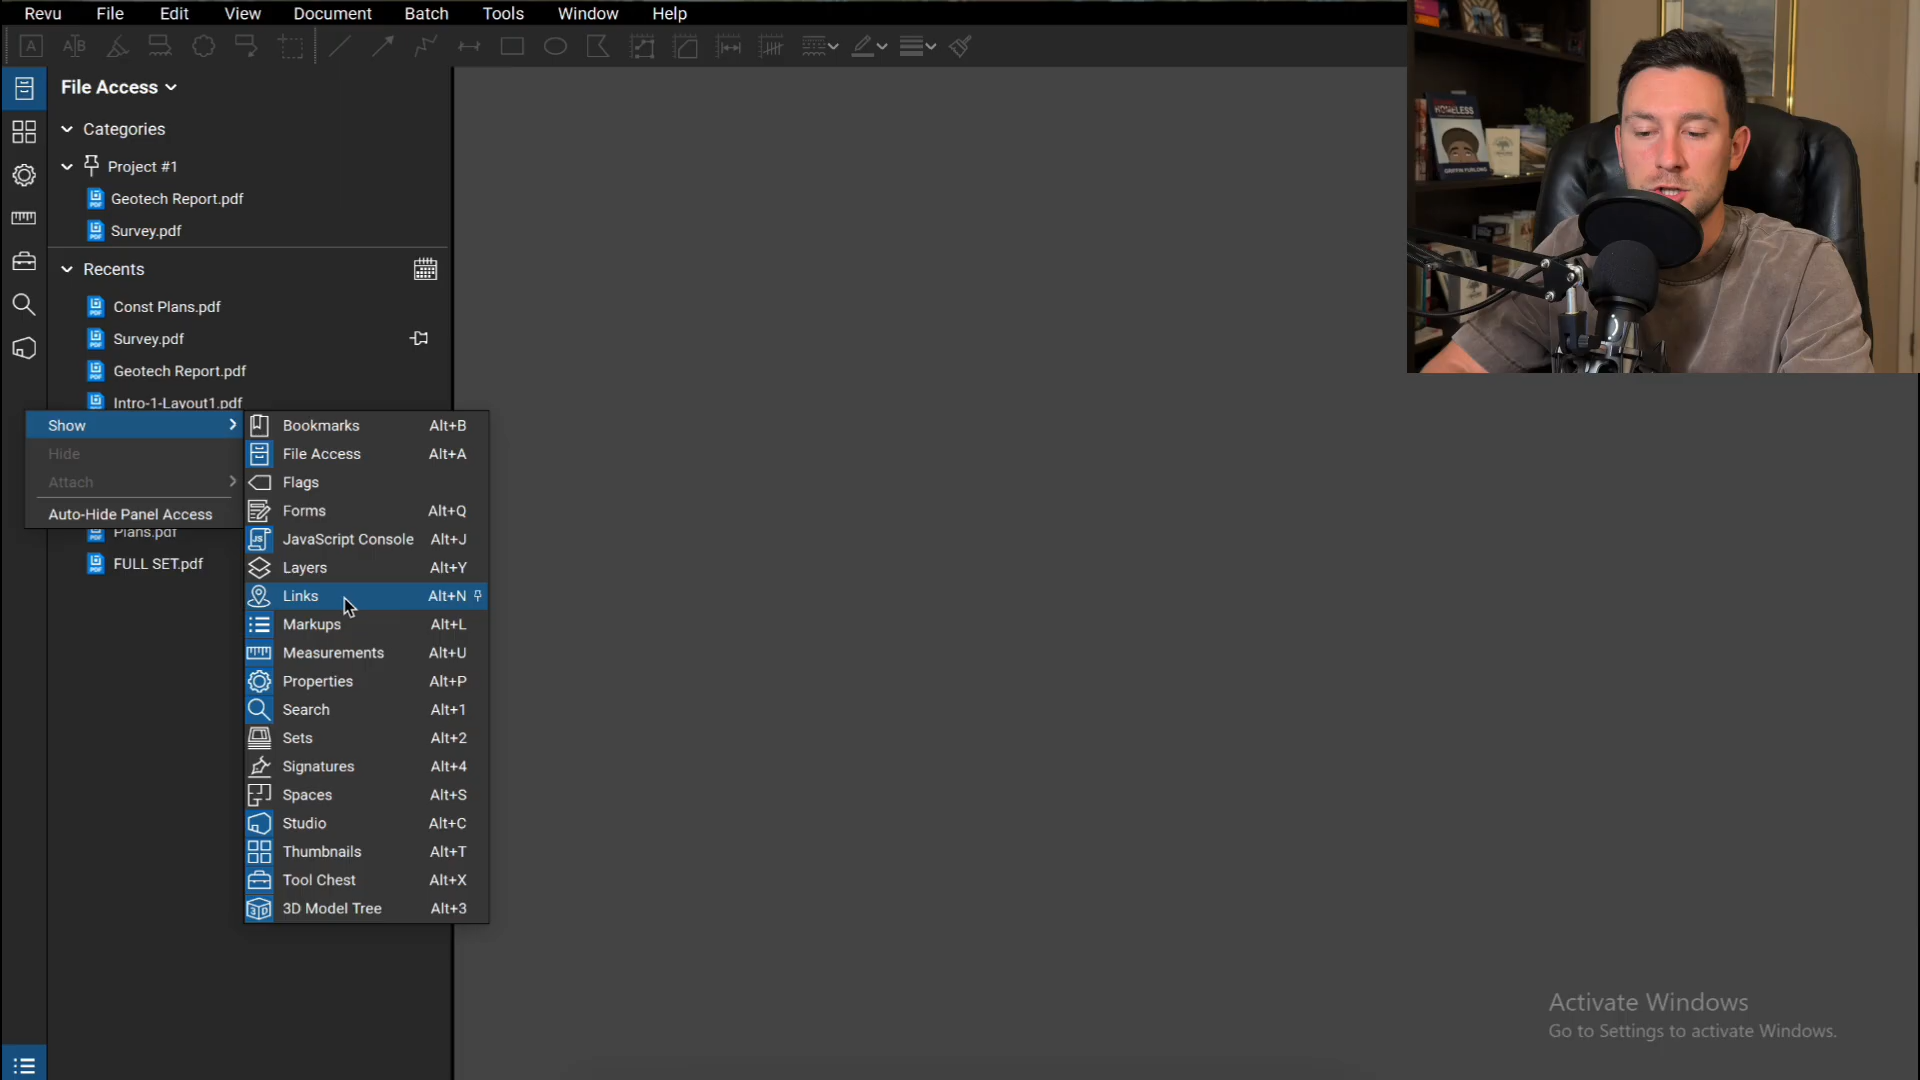 Revu File Edit View Document Batch Tools Window Help
File Access
Categories
Project #1
Geotech Report.pdf
Survey.pdf
Recents
Const Plans.pdf
Survey.pdf
Geotech Report.pdf
Intro-1-Layout1.pdf
Show
Hide
Attach
Auto-Hide Panel Access
Plans.pdf
FULL SET.pdf
Bookmarks Alt+B
File Access Alt+A
Flags
Forms Alt+Q
JavaScript Console Alt+J
Layers Alt+Y
Links Alt+N
Markups Alt+L
Measurements Alt+U
Properties Alt+P
Search Alt+1
Sets Alt+2
Signatures Alt+4
Spaces Alt+S
Studio Alt+C
Thumbnails Alt+T
Tool Chest Alt+X
3D Model Tree Alt+3
HOMELESS
GRIFFIN FURLONG
Activate Windows
Go to Settings to activate Windows.